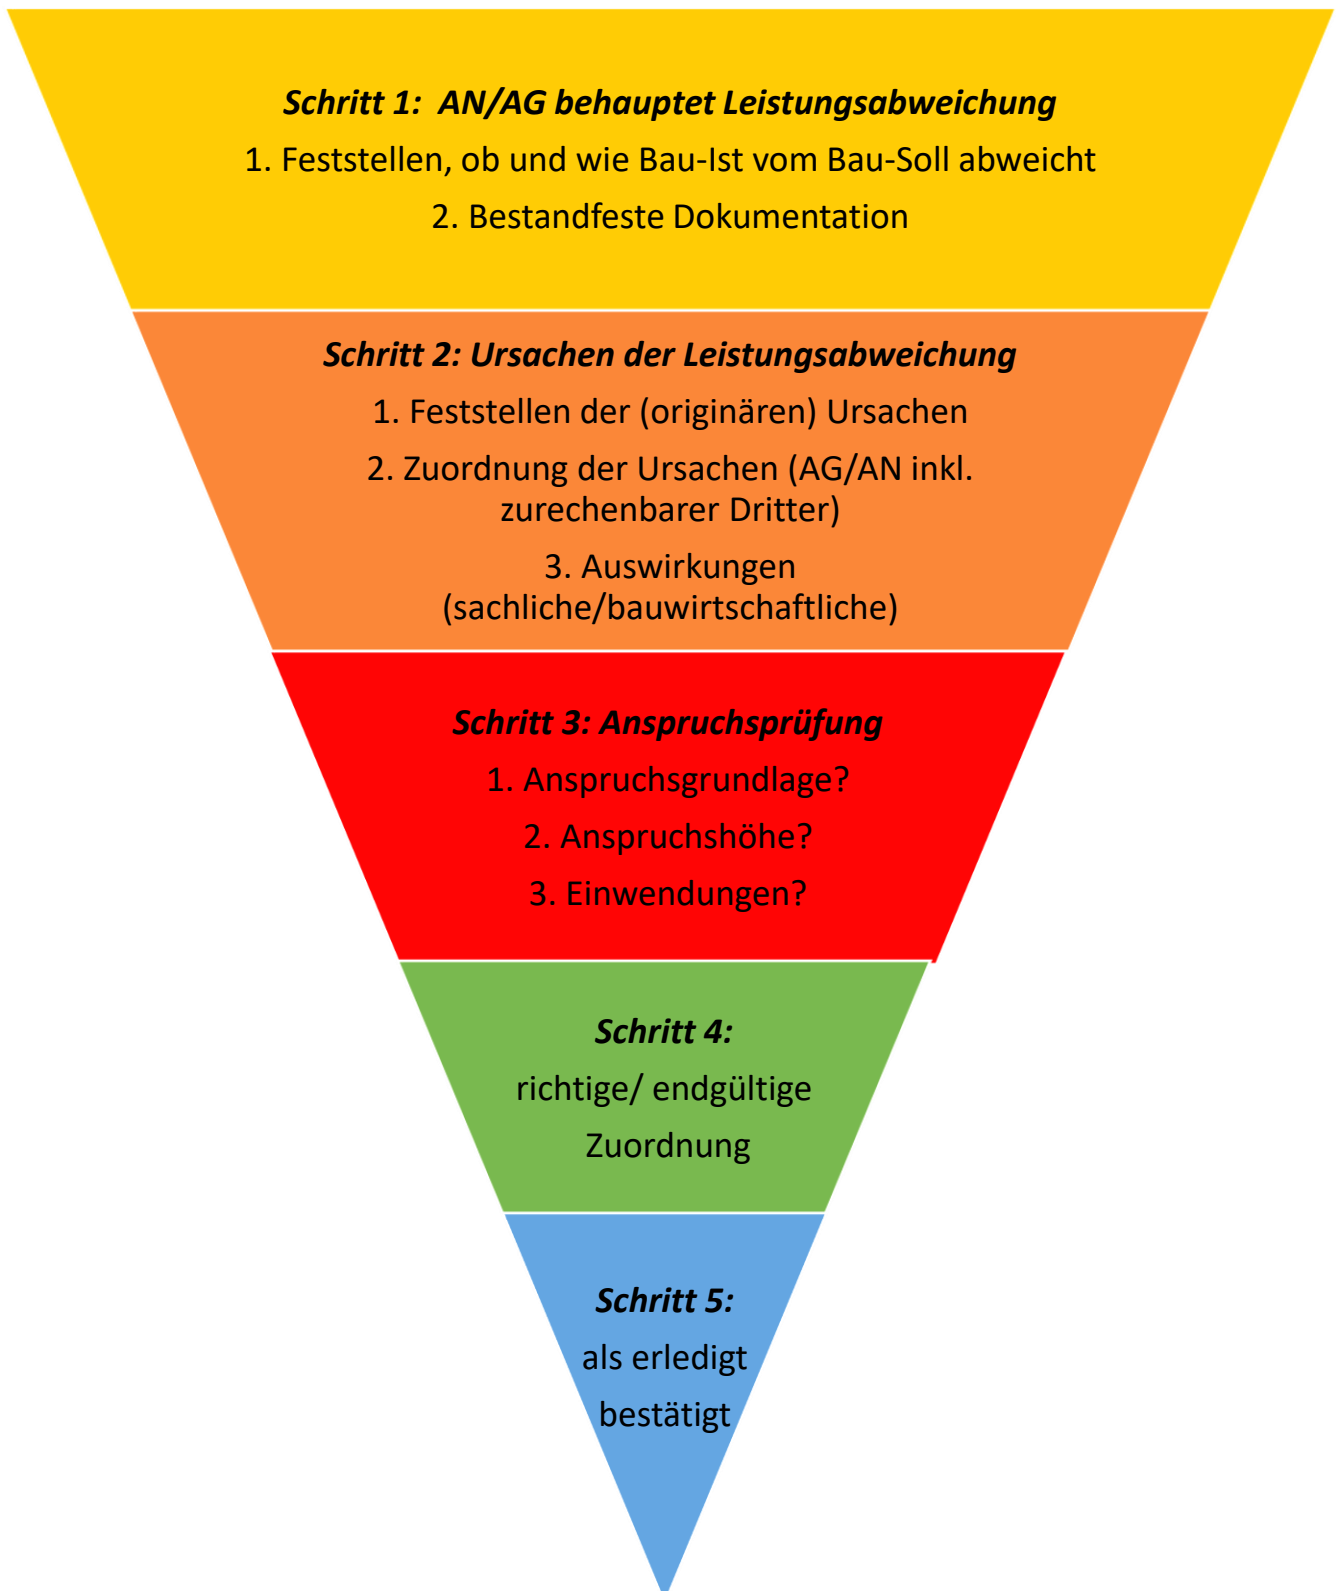 Schritt 1:  AN/AG behauptet Leistungsabweichung
1. Feststellen, ob und wie Bau-Ist vom Bau-Soll abweicht
2. Bestandfeste Dokumentation
Schritt 2: Ursachen der Leistungsabweichung
1. Feststellen der (originären) Ursachen
2. Zuordnung der Ursachen (AG/AN inkl.
zurechenbarer Dritter)
3. Auswirkungen
(sachliche/bauwirtschaftliche)
Schritt 3: Anspruchsprüfung
1. Anspruchsgrundlage?
2. Anspruchshöhe?
3. Einwendungen?
Schritt 4:
richtige/ endgültige
Zuordnung
Schritt 5:
als erledigt
bestätigt